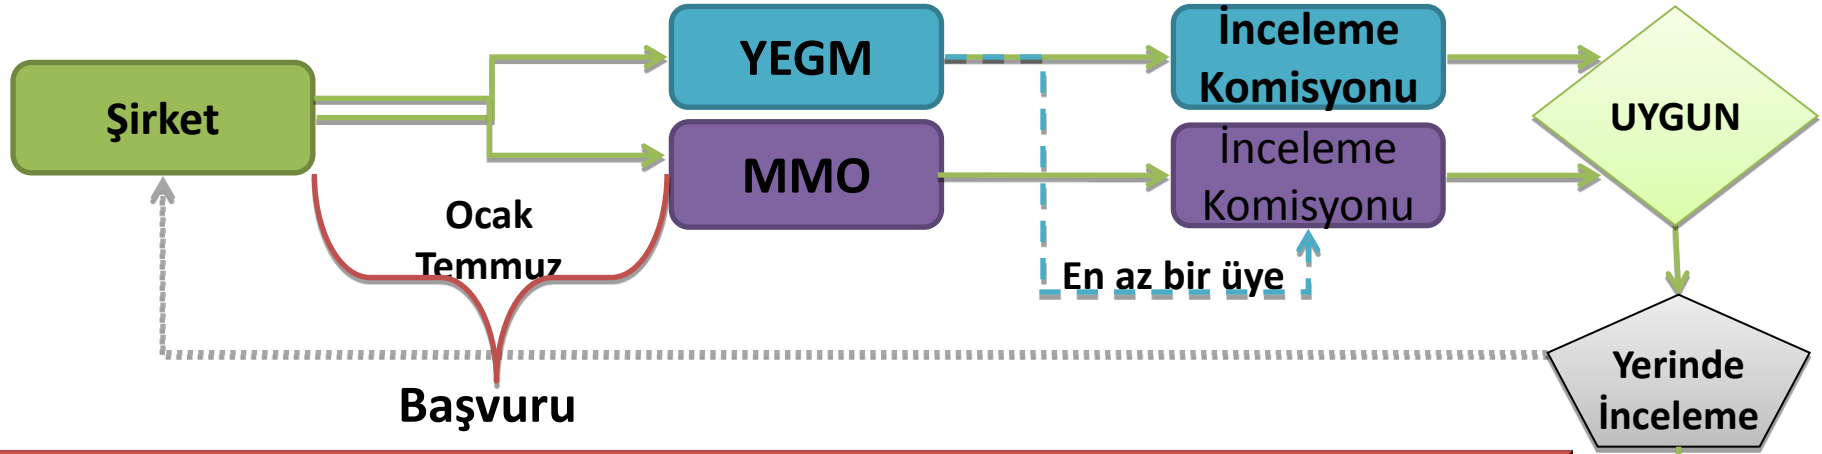 Şirket
YEGM
MMO
İnceleme
Komisyonu
İnceleme
Komisyonu
UYGUN
Ocak
Temmuz
En az bir üye
Başvuru
Yerinde
İnceleme